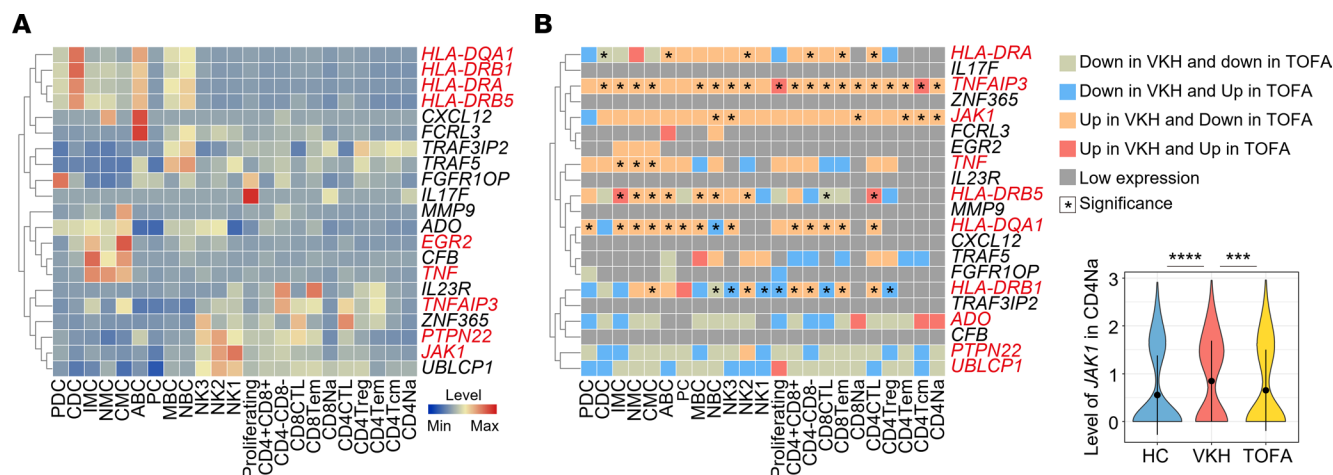 A
HLA-DQA1
HLA-DRB1
HLA-DRA
HLA-DRB5
CXCL12
FCRL3
TRAF3IP2
TRAF5
FGFR1OP
IL17F
MMP9
ADO
EGR2
CFB
TNF
IL23R
TNFAIP3
ZNF365
PTPN22
JAK1
UBLCP1
PDC
CDC
IMC
NMC
CMC
ABC
PC
MBC
NBC
NK3
NK2
NK1
Proliferating
CD4+CD8+
CD4-CD8-
CD8CTL
CD8Tem
CD8Na
CD4CTL
CD4Treg
CD4Tem
CD4Tcm
CD4Na
Level
Min Max
B
HLA-DRA
IL17F
TNFAIP3
ZNF365
JAK1
FCRL3
EGR2
TNF
IL23R
HLA-DRB5
MMP9
HLA-DQA1
CXCL12
TRAF5
FGFR1OP
HLA-DRB1
TRAF3IP2
ADO
CFB
PTPN22
UBLCP1
PDC
CDC
IMC
NMC
CMC
ABC
PC
MBC
NBC
NK3
NK2
NK1
Proliferating
CD4+CD8+
CD4-CD8-
CD8CTL
CD8Tem
CD4CTL
CD4Treg
CD4Tem
CD8Na
CD4Tem
CD4Tcm
CD4Na
Down in VKH and down in TOFA
Down in VKH and Up in TOFA
Up in VKH and Down in TOFA
Up in VKH and Up in TOFA
Low expression
* Significance
**** ***
Level of JAK1 in CD4Na
3
2
1
0
HC VKH TOFA